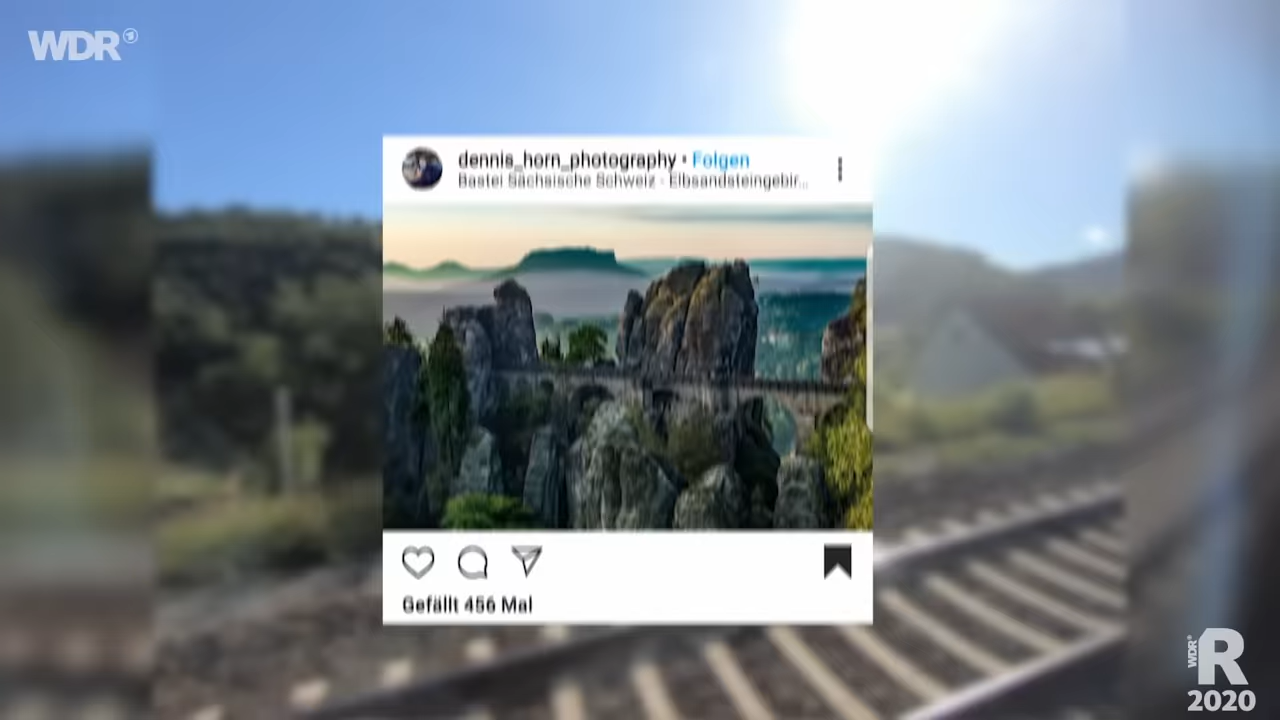 WDR
dennis_horn_photography • Folgen
Bastei Sächsische Schweiz - Elbsandsteingebir...
Gefällt 456 Mal
WDR
R
2020